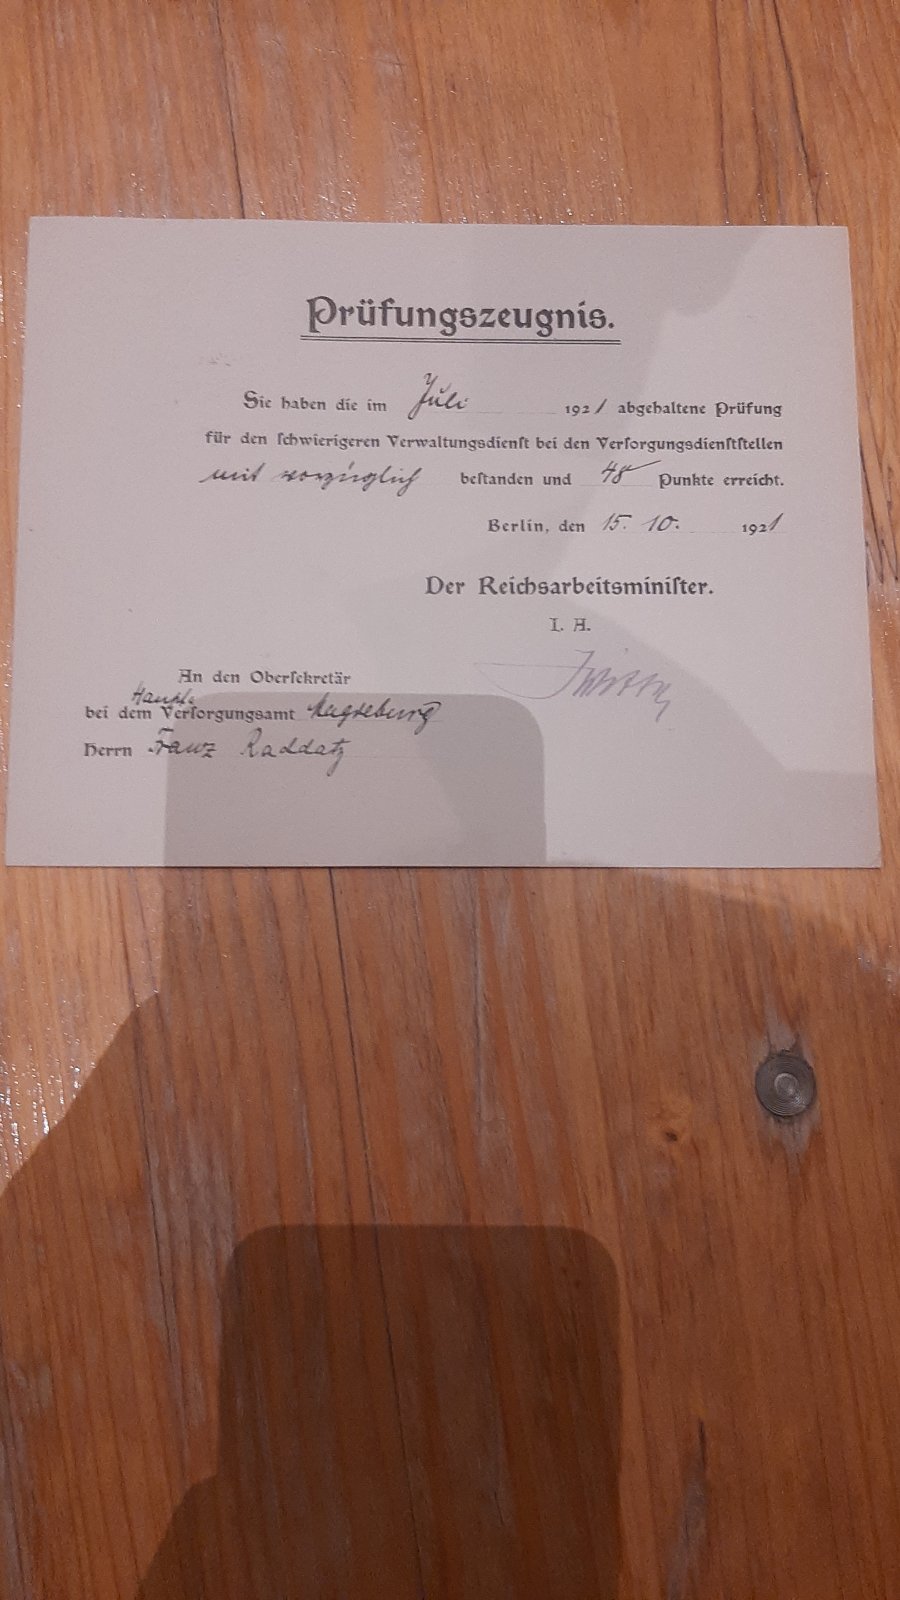 Prüfungszeugnis.
Sie haben die im Juli 1921 abgehaltene Prüfung
für den ſchwierigeren Verwaltungsdienſt bei den Verſorgungsdienſtſtellen
mit vorzüglich beſtanden und 48 Punkte erreicht.
Berlin, den 15. 10. 1921
Der Reichsarbeitsminiſter.
I. A.
An den Oberſekretär
Haupt-
bei dem Verſorgungsamt Magdeburg
Herrn Franz Raddatz